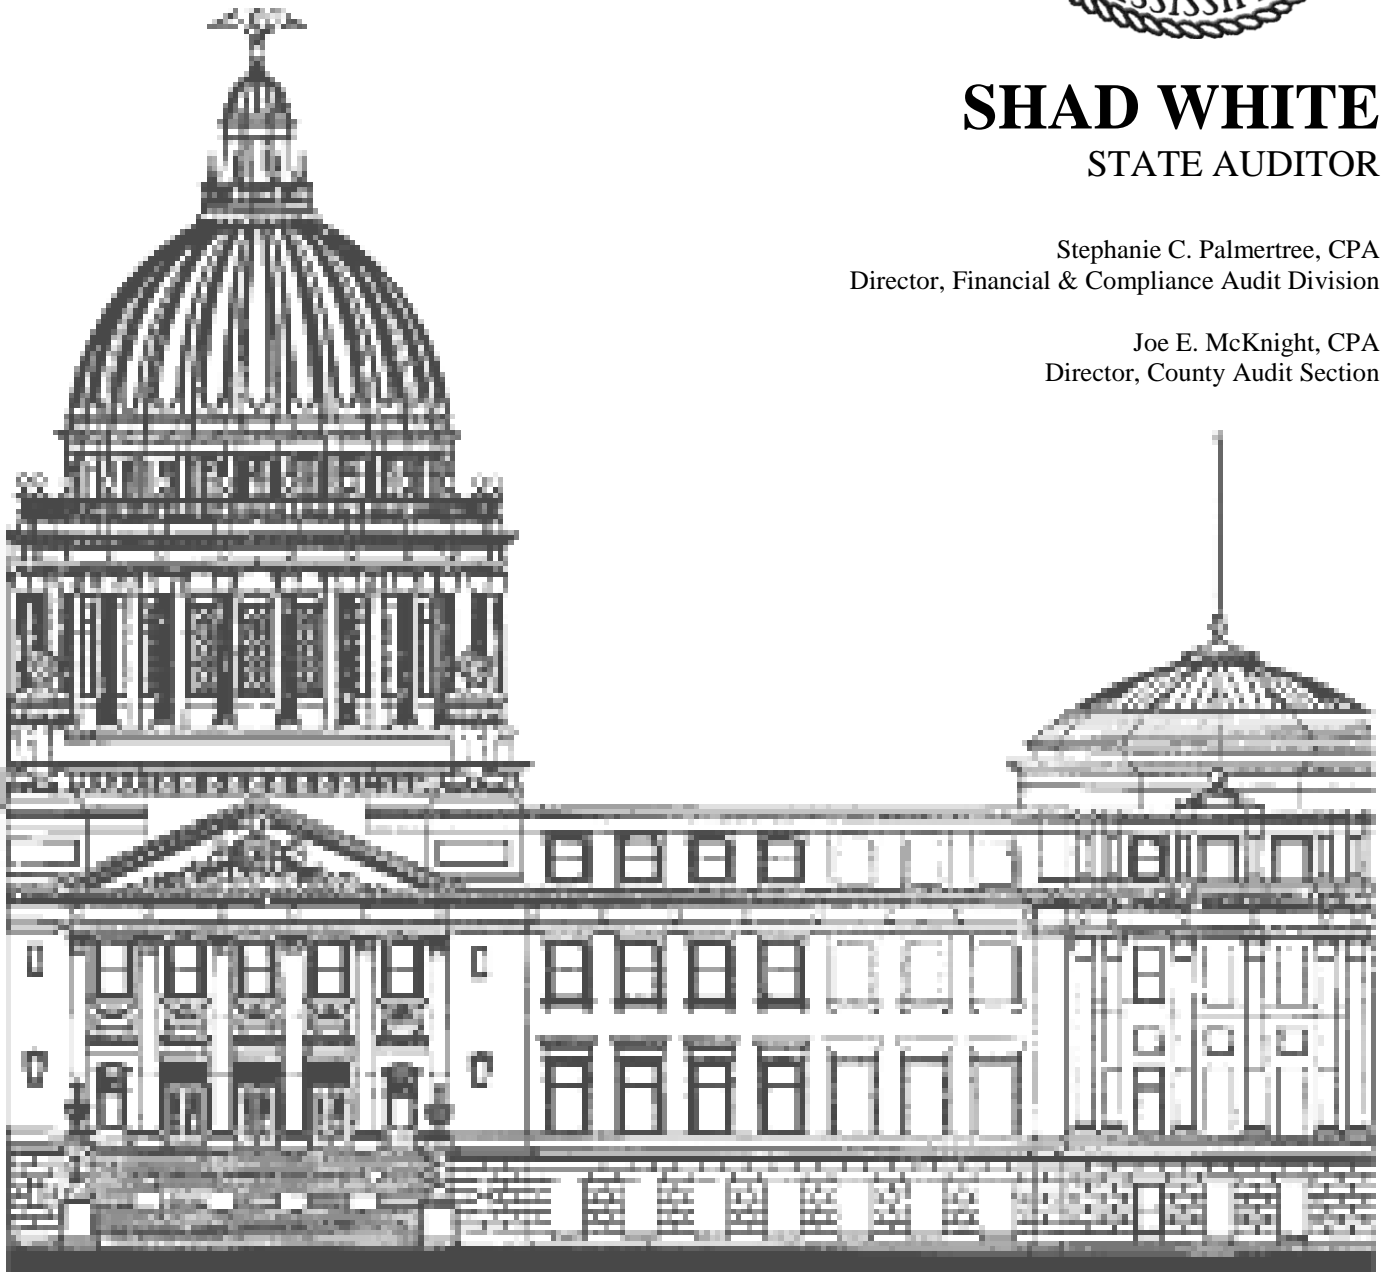 SHAD WHITE
STATE AUDITOR
Stephanie C. Palmertree, CPA
Director, Financial & Compliance Audit Division
Joe E. McKnight, CPA
Director, County Audit Section